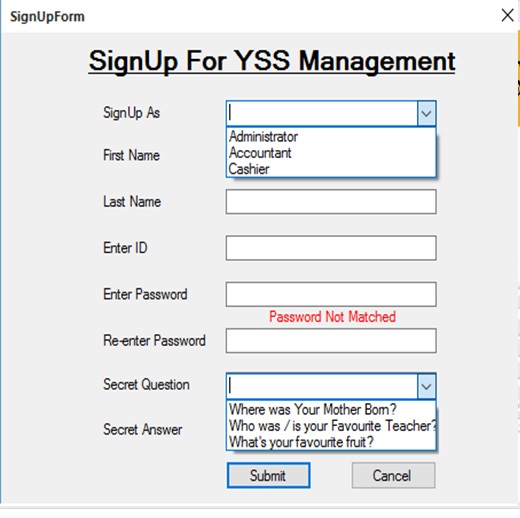 SignUpForm
SignUp For YSS Management
SignUp As
Administrator
Accountant
Cashier
First Name
Last Name
Enter ID
Enter Password
Password Not Matched
Re-enter Password
Secret Question
Where was Your Mother Born?
Who was / is your Favourite Teacher?
What's your favourite fruit?
Secret Answer
Submit
Cancel